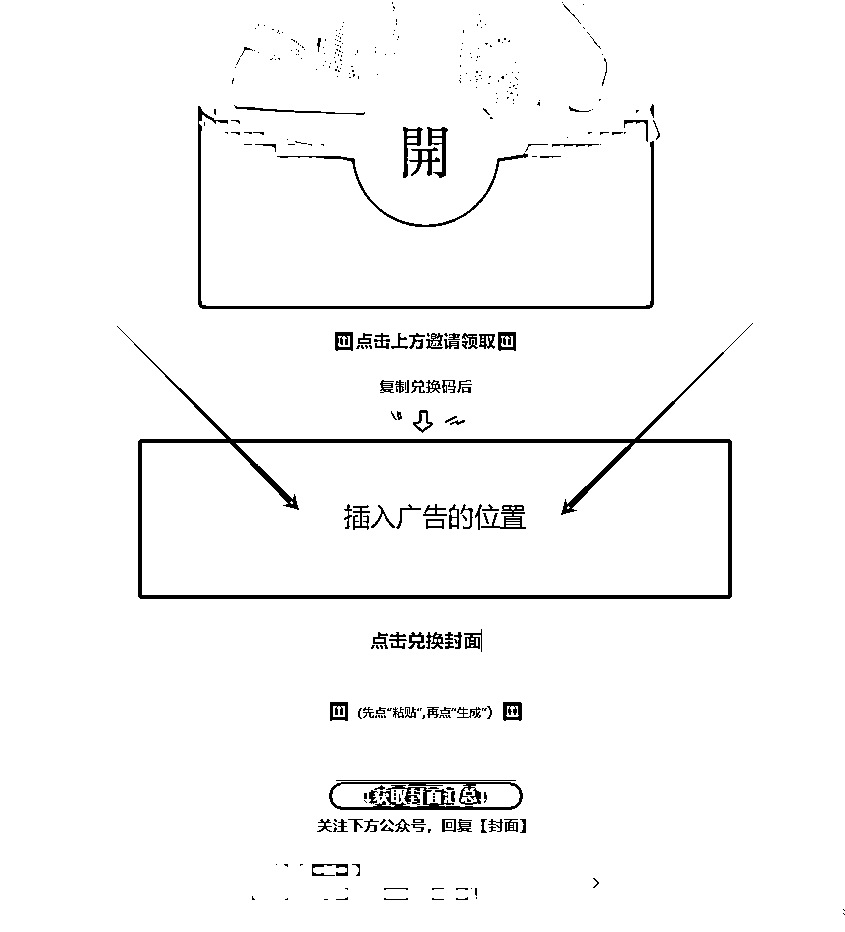 開
点击上方邀请领取
复制兑换码后
插入广告的位置
点击兑换封面
(先点“粘贴”,再点“生成”)
获取封面汇总
关注下方公众号，回复【封面】